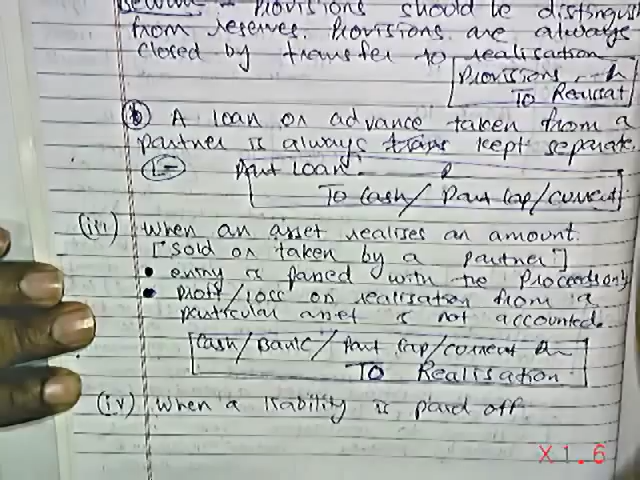 Beware - Provisions should be distinguis
from reserves. Provisions are always
closed by transfer to realisation
Provisions
To Realisat
(b) A loan or advance taken from a
partner is always kept separate.
Part Loan
To Cash/ Part Cap/current
(iii) When an asset realises an amount.
[Sold or taken by a partner]
• entry is passed with the Proceeds only
• profit/loss on realisation from a
particular asset is not accounted.
Cash/Bank/Part Cap/current
To Realisation
(iv) When a liability is paid off
X1.6